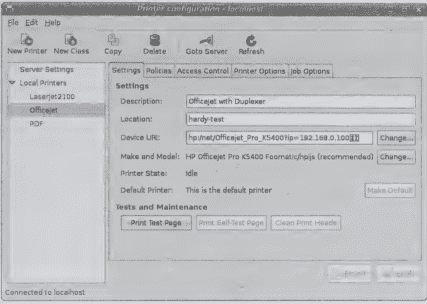 Printer configuration - localhost
File Edit Help
New Printer New Class Copy Delete Goto Server Refresh
Server Settings
Local Printers
Laserjet2100
Officejet
PDF
Settings Policies Access Control Printer Options Job Options
Settings
Description: Officejet with Duplexer
Location: hardy-test
Device URI: hp:/net/Officejet_Pro_K5400?ip=192.168.0.100 Change...
Make and Model: HP Officejet Pro K5400 Foomatic/hpijs (recommended) Change...
Printer State: Idle
Default Printer: This is the default printer Make Default
Tests and Maintenance
Print Test Page Print Self-Test Page Clean Print Heads
Connected to localhost